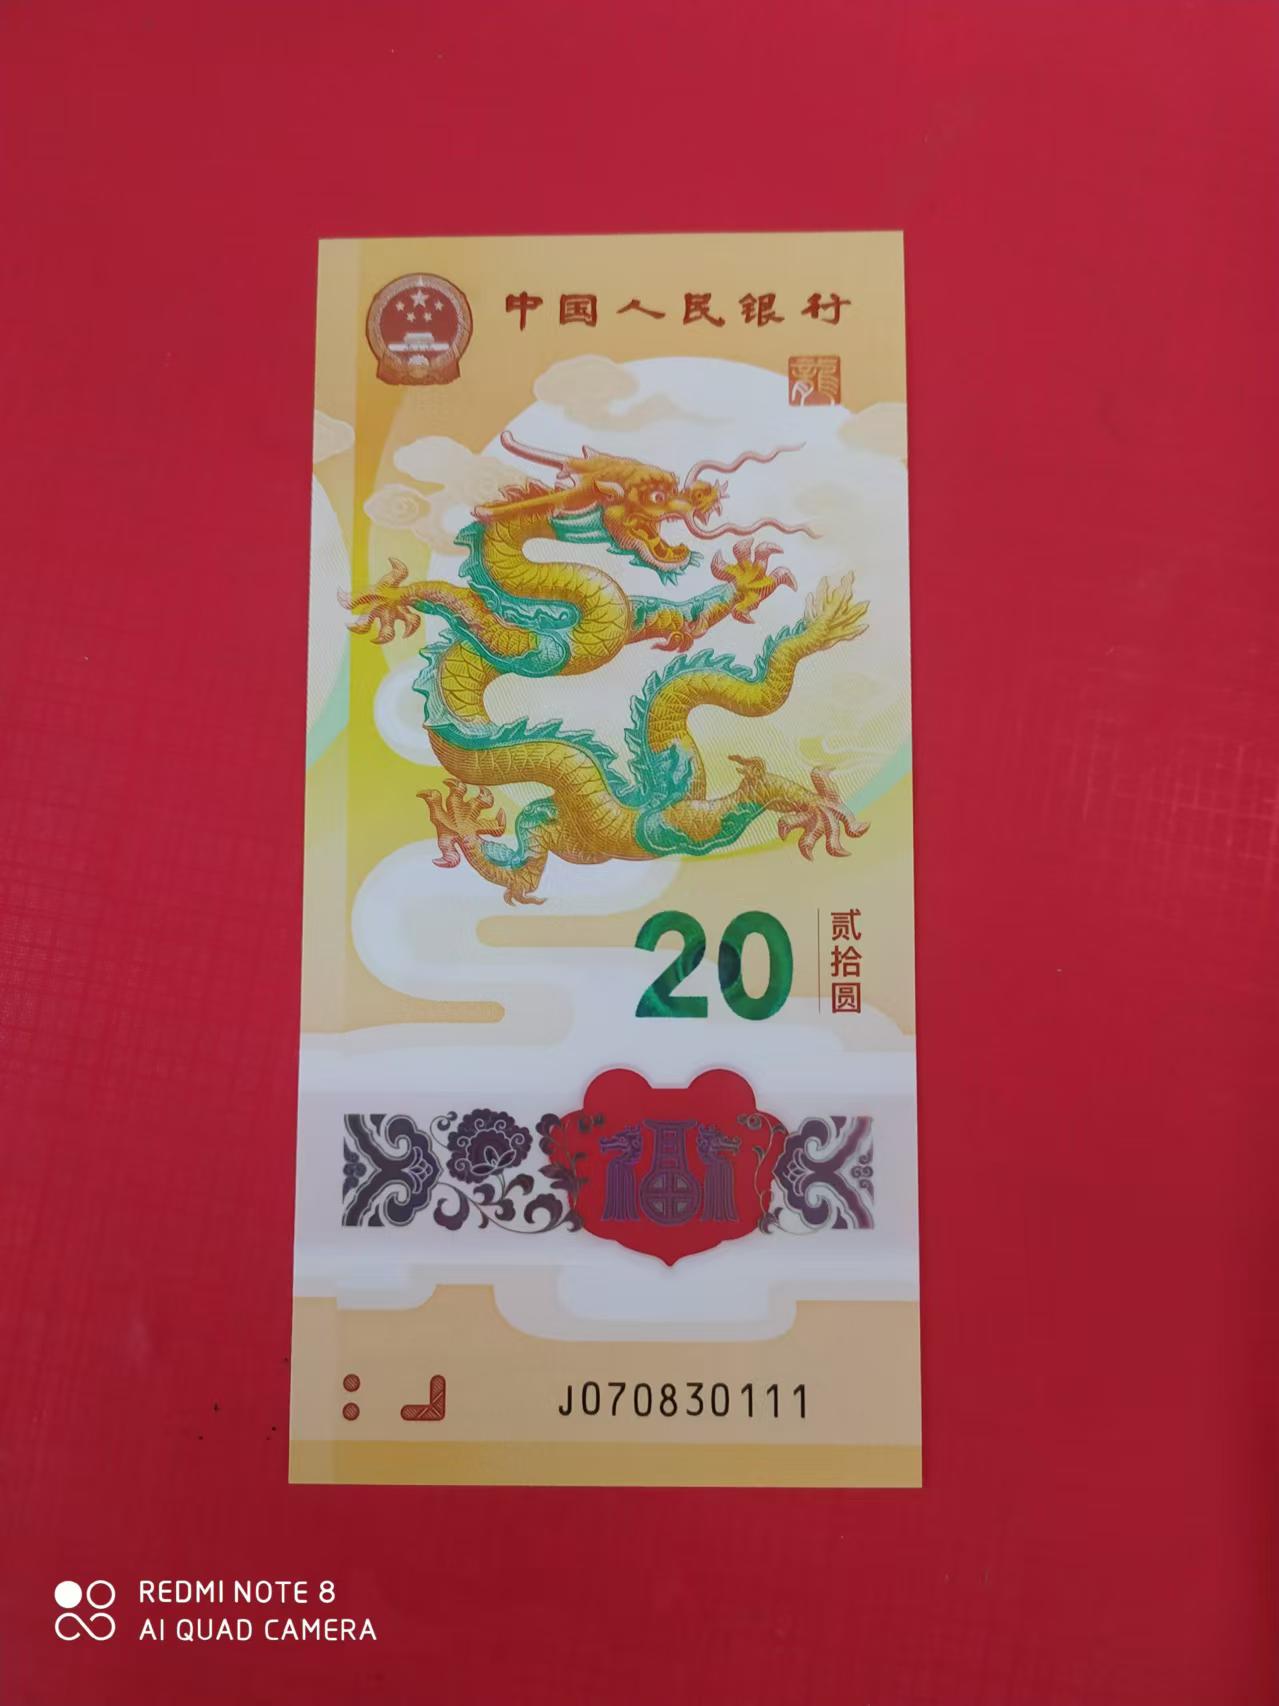 中国人民银行
龍
20
贰拾圆
福
J070830111
REDMI NOTE 8
AI QUAD CAMERA